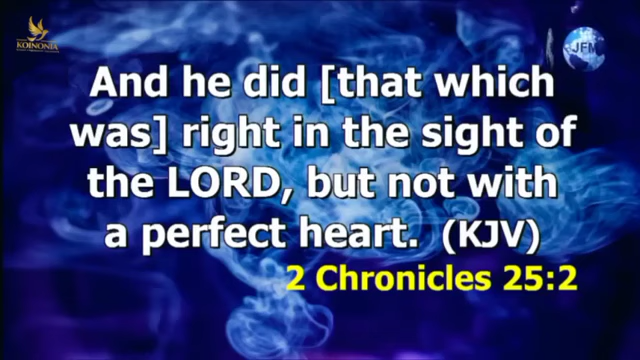 KOINONIA
JFM
And he did [that which
was] right in the sight of
the LORD, but not with
a perfect heart. (KJV)
2 Chronicles 25:2